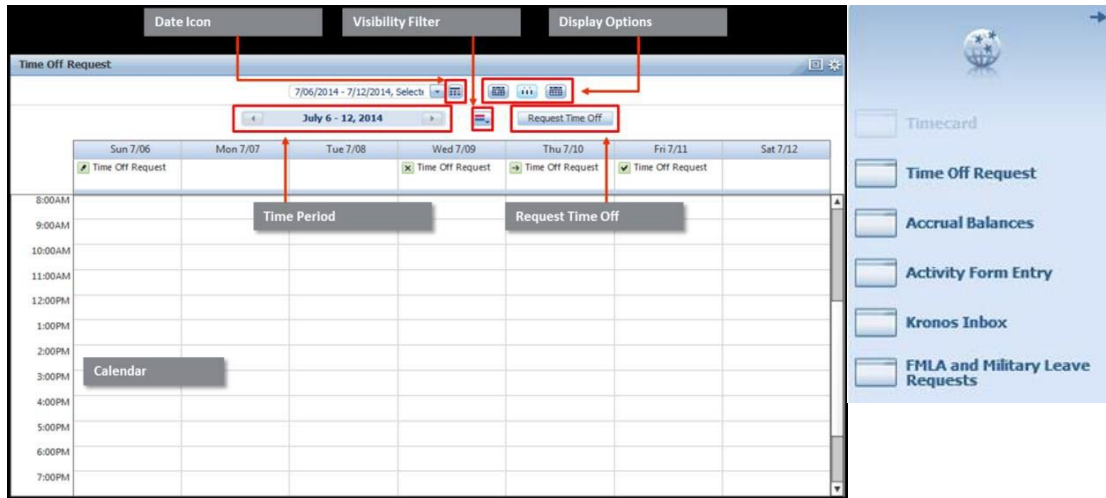 Date Icon
Visibility Filter
Display Options
Time Off Request
7/06/2014 - 7/12/2014, Selecte
July 6 - 12, 2014
Request Time Off
Sun 7/06
Mon 7/07
Tue 7/08
Wed 7/09
Thu 7/10
Fri 7/11
Sat 7/12
Time Off Request
Time Off Request
Time Off Request
Time Off Request
Time Period
Request Time Off
8:00AM
9:00AM
10:00AM
11:00AM
12:00PM
1:00PM
2:00PM
Calendar
3:00PM
4:00PM
5:00PM
6:00PM
7:00PM
Timecard
Time Off Request
Accrual Balances
Activity Form Entry
Kronos Inbox
FMLA and Military Leave
Requests